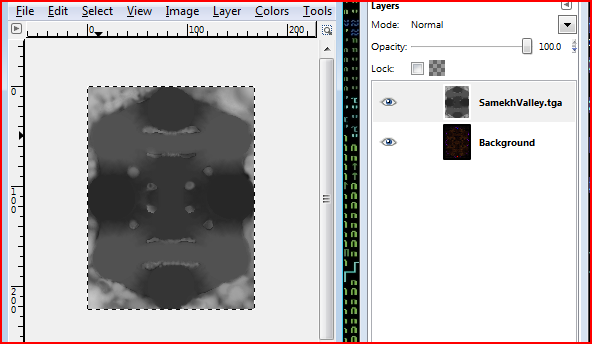 File Edit Select View Image Layer Colors Tools
0 100 200
0
100
200
Layers
Mode: Normal
Opacity: 100.0
Lock:
SamekhValley.tga
Background